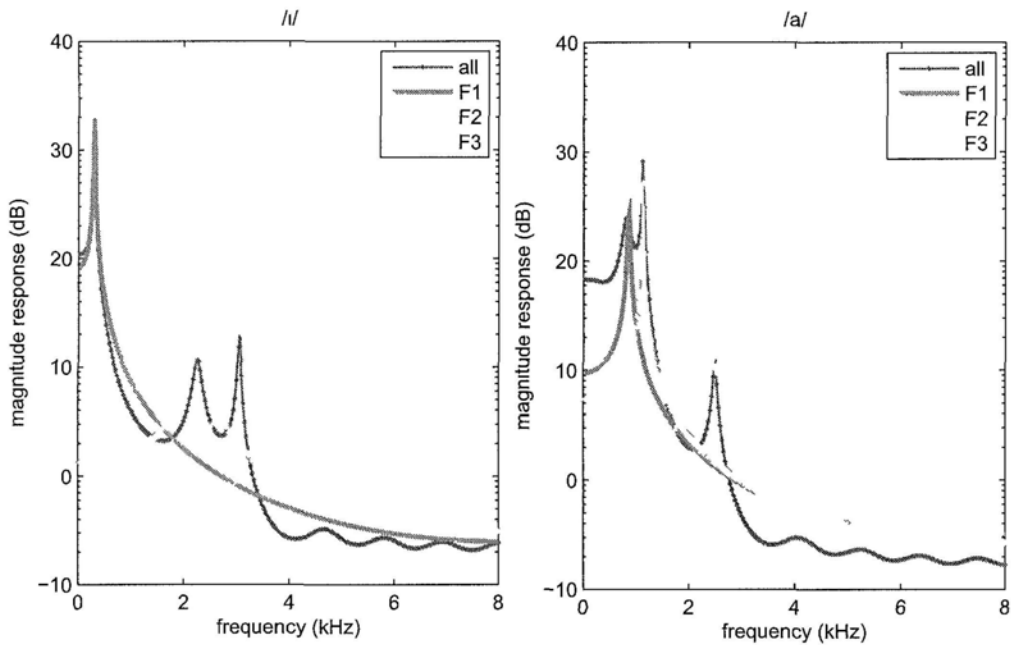 /ɪ/
40
30
20
10
0
−10
magnitude response (dB)
all
F1
F2
F3
0 2 4 6 8
frequency (kHz)
/a/
40
30
20
10
0
−10
magnitude response (dB)
all
F1
F2
F3
0 2 4 6 8
frequency (kHz)